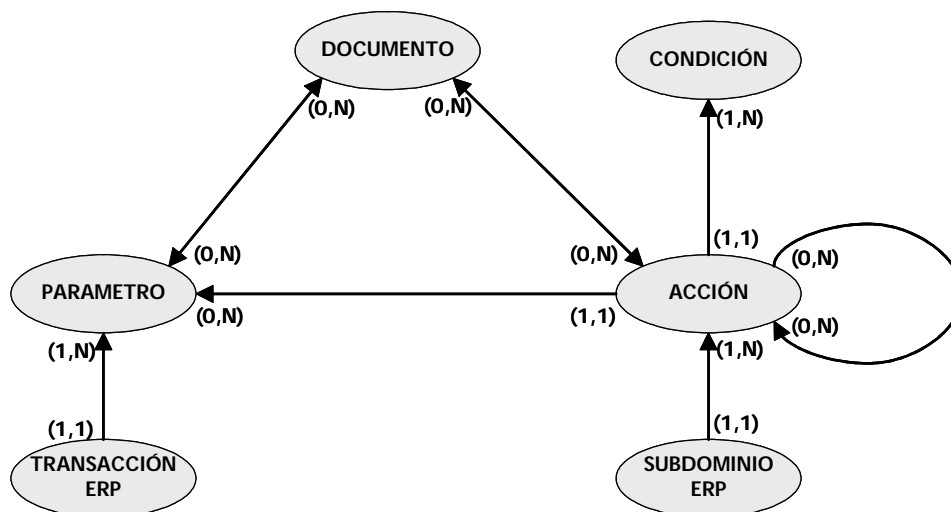 DOCUMENTO
CONDICIÓN
(0,N)
(0,N)
(1,N)
(1,1)
(0,N)
(0,N)
(0,N)
PARAMETRO
ACCIÓN
(0,N)
(1,1)
(0,N)
(1,N)
(1,N)
(1,1)
(1,1)
TRANSACCIÓN
ERP
SUBDOMINIO
ERP